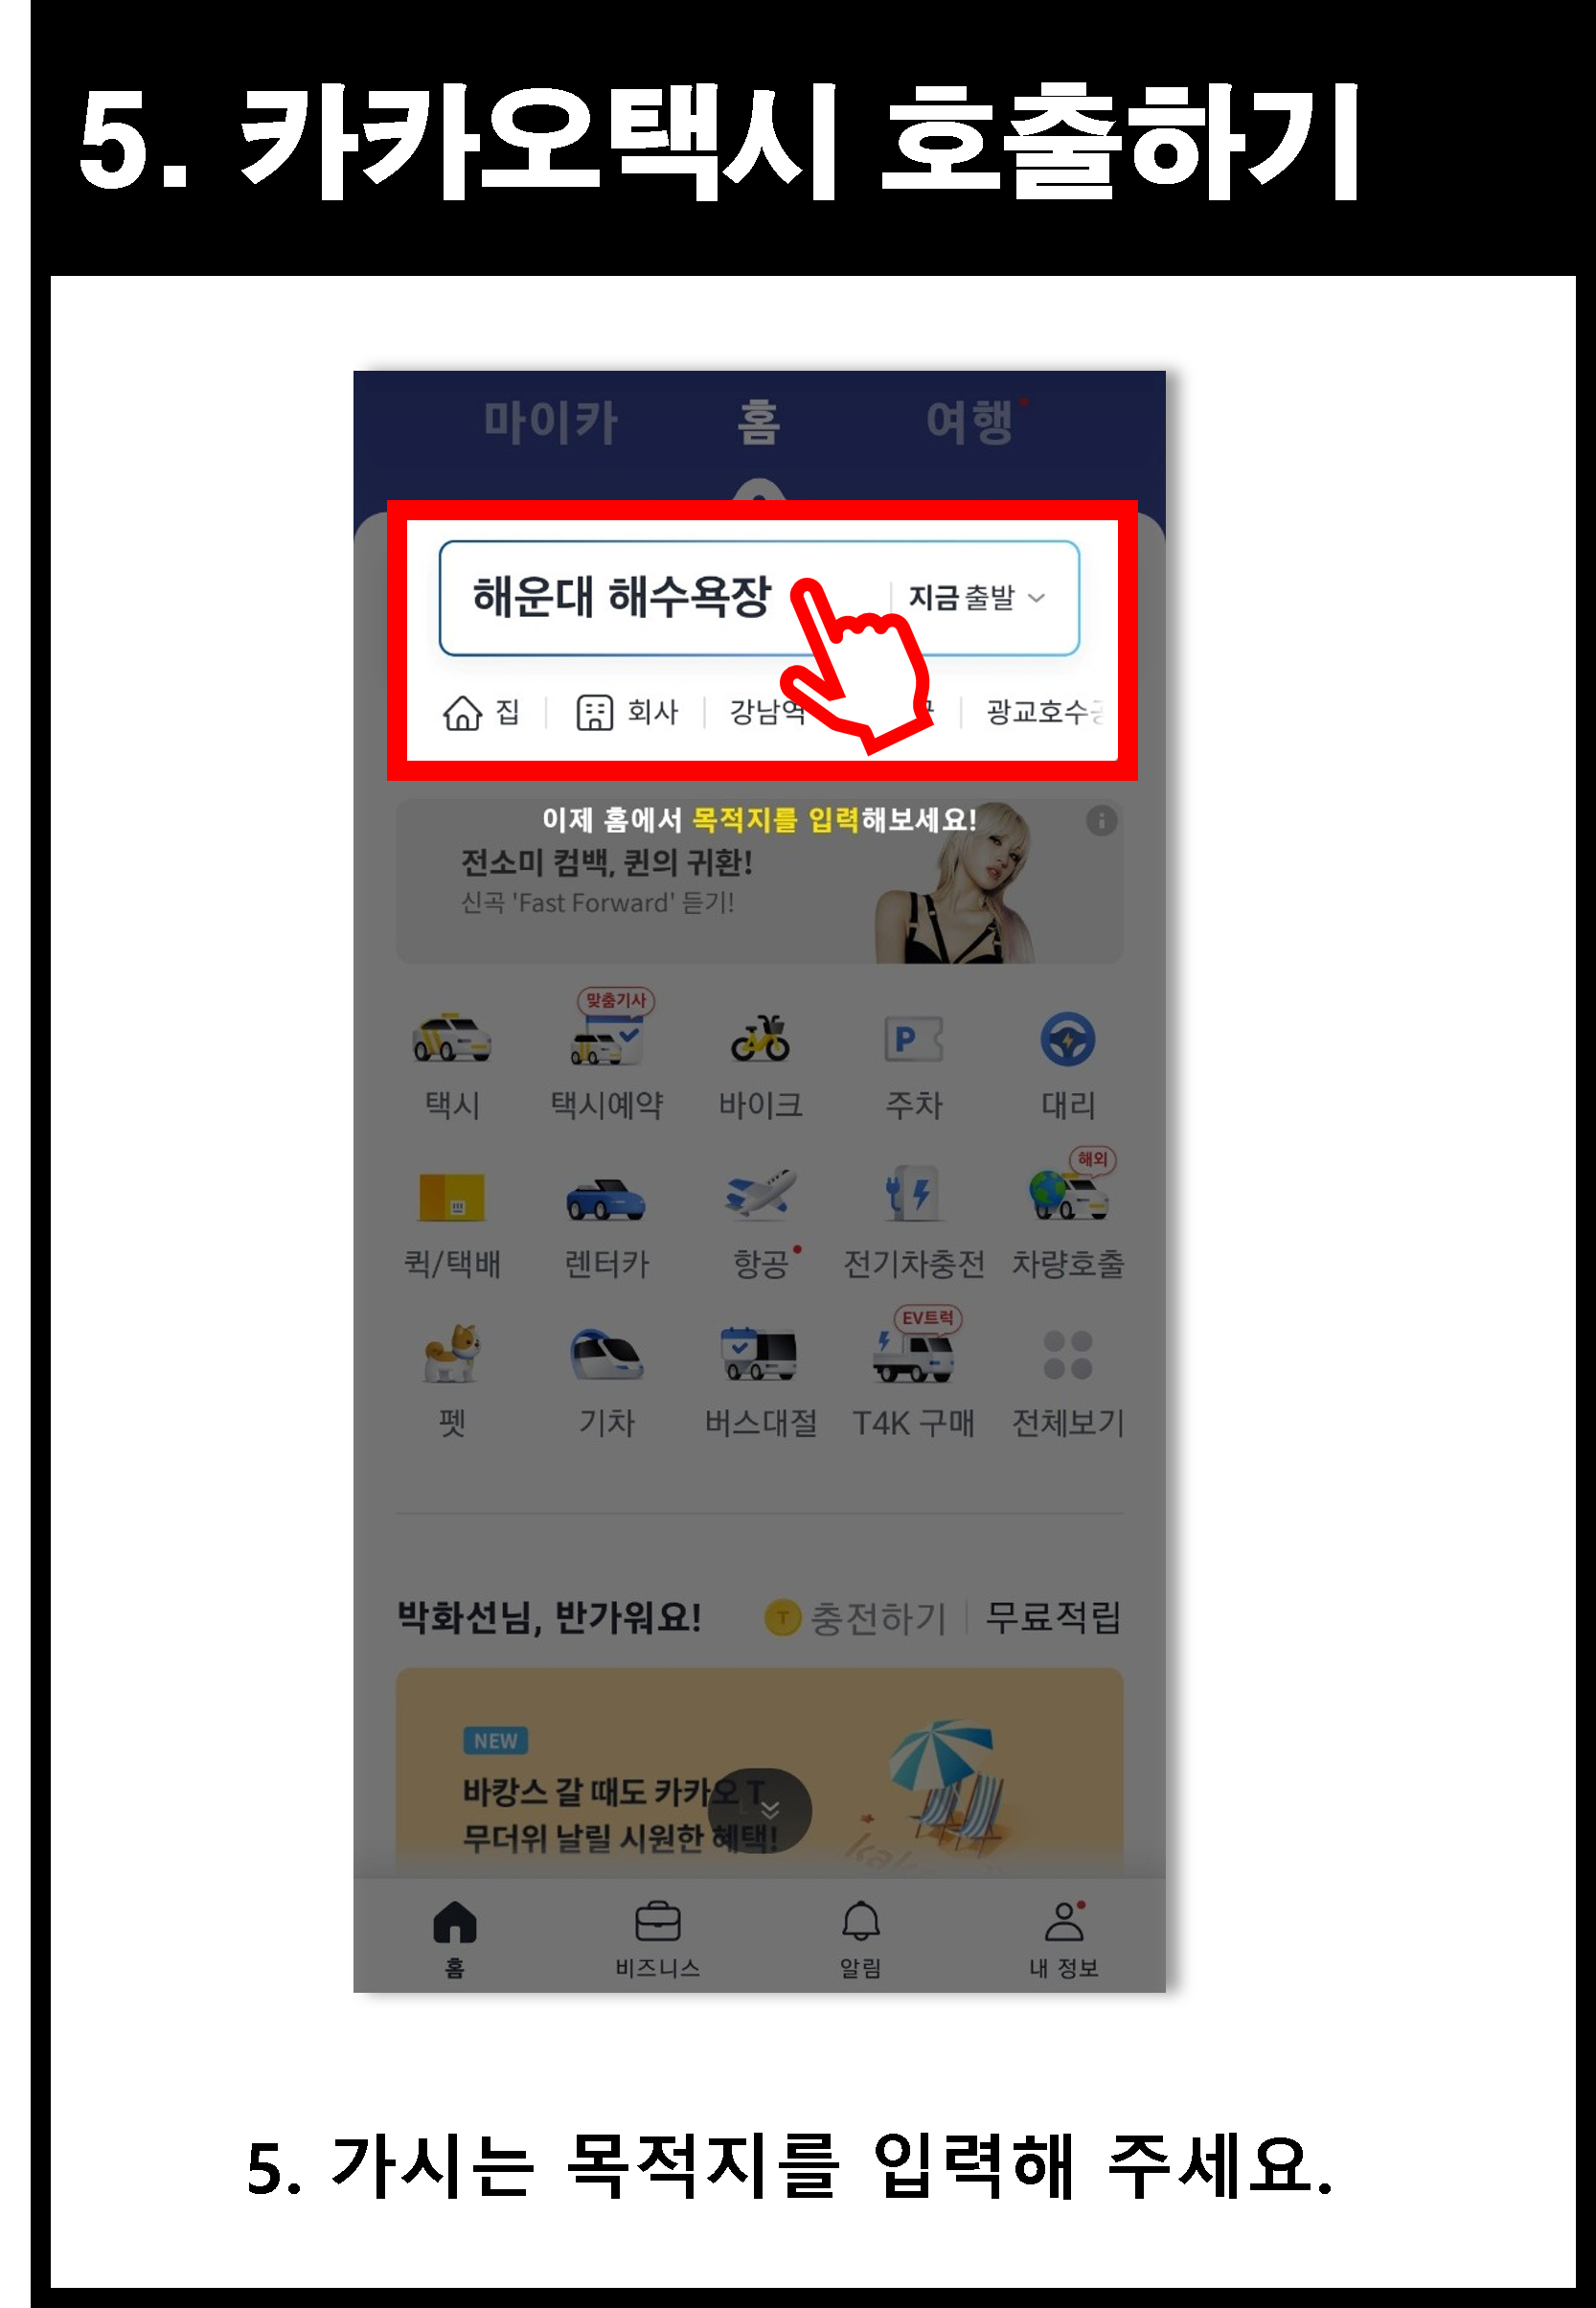 5. 카카오택시 호출하기
마이카 홈 여행
해운대 해수욕장 지금 출발
집 회사 강남역 광교호수
이제 홈에서 목적지를 입력해보세요!
전소미 컴백, 퀸의 귀환!
신곡 'Fast Forward' 듣기!
맞춤기사
택시 택시예약 바이크 주차 대리
해외
퀵/택배 렌터카 항공 전기차충전 차량호출
EV트럭
펫 기차 버스대절 T4K 구매 전체보기
박화선님, 반가워요! T 충전하기 무료적립
NEW
바캉스 갈 때도 카카오 T
무더위 날릴 시원한 혜택!
홈 비즈니스 알림 내 정보
5. 가시는 목적지를 입력해 주세요.